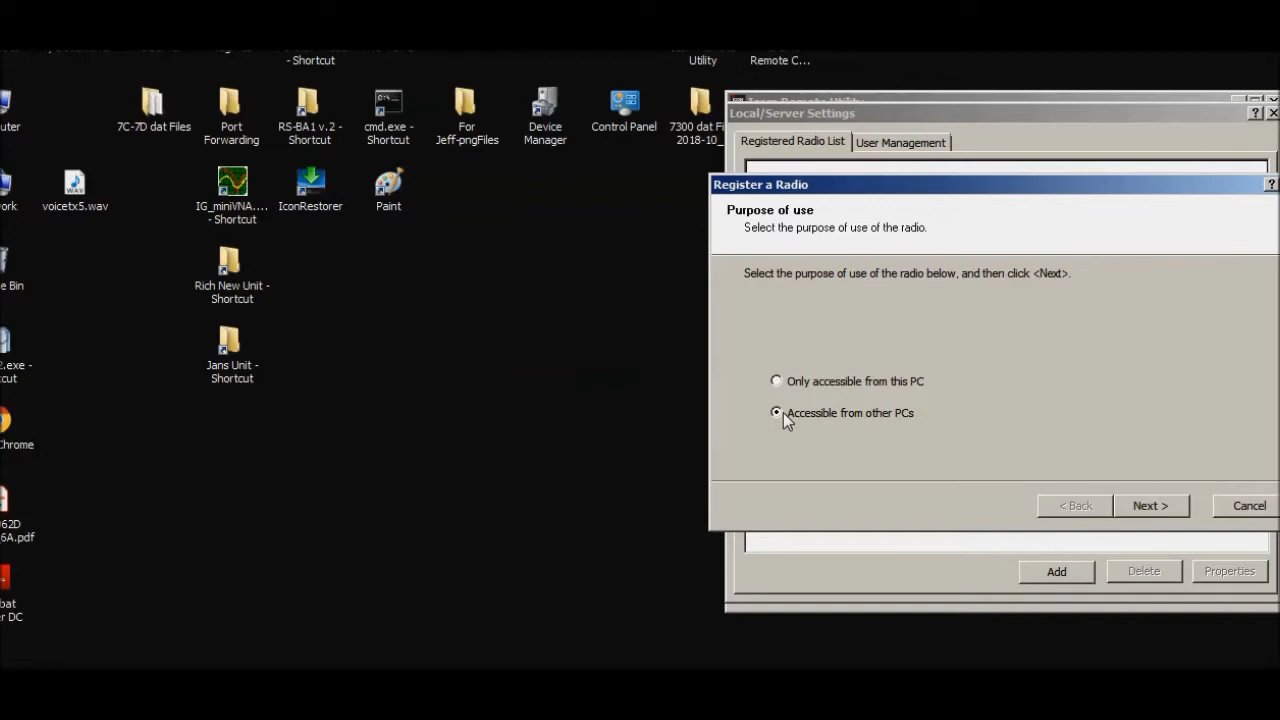 - Shortcut
Utility
Remote C...
7C-7D dat Files
Port
Forwarding
RS-BA1 v.2 -
Shortcut
cmd.exe -
Shortcut
For
Jeff-pngFiles
Device
Manager
Control Panel
7300 dat Fi
2018-10_
uter
Local/Server Settings
Registered Radio List
User Management
ork
voicetx5.wav
IG_miniVNA....
- Shortcut
IconRestorer
Paint
Register a Radio
Purpose of use
Select the purpose of use of the radio.
Select the purpose of use of the radio below, and then click <Next>.
e Bin
Rich New Unit -
Shortcut
2.exe -
cut
Jans Unit -
Shortcut
Only accessible from this PC
Accessible from other PCs
Chrome
< Back
Next >
Cancel
062D
_6A.pdf
Add
Delete
Properties
bat
er DC